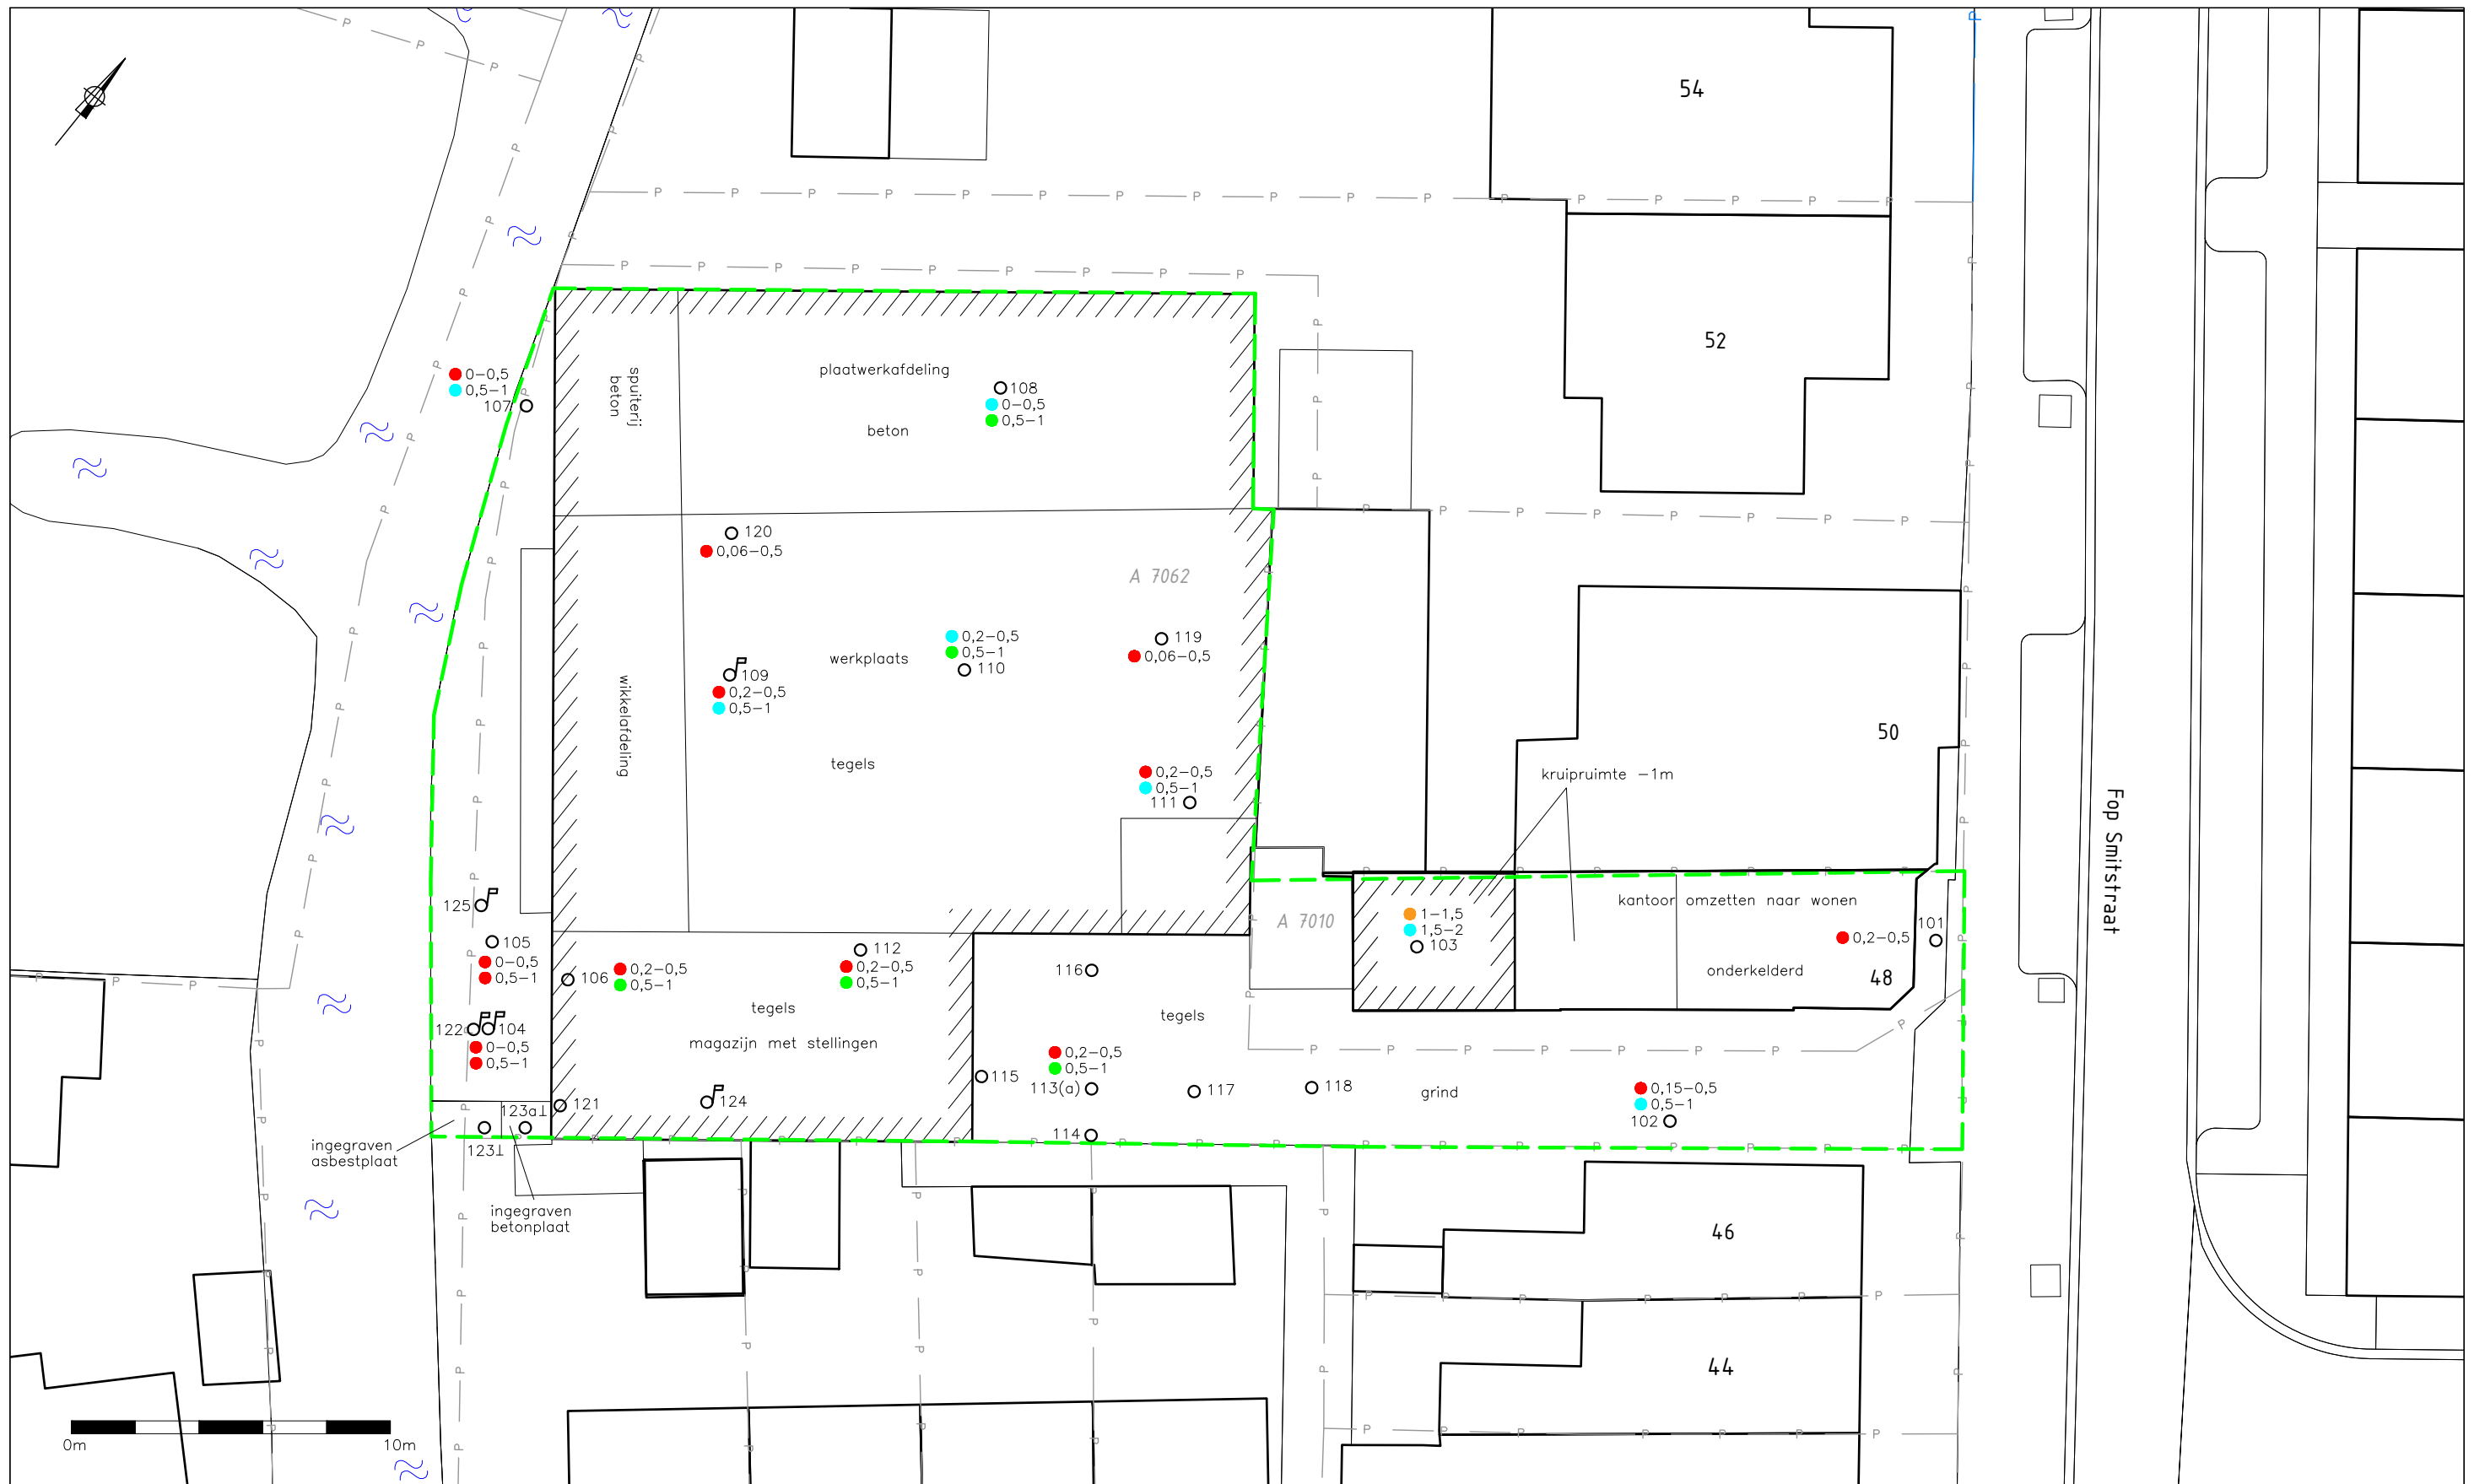 54
52
spuiterij
beton
plaatwerkafdeling
beton
108
0-0,5
0,5-1
0-0,5
0,5-1
107
120
0,06-0,5
A 7062
werkplaats
0,2-0,5
0,5-1
110
119
0,06-0,5
109
0,2-0,5
0,5-1
wikkelafdeling
tegels
0,2-0,5
0,5-1
111
50
kruipruimte -1m
Fop Smitstraat
kantoor omzetten naar wonen
A 7010
1-1,5
1,5-2
103
0,2-0,5
101
onderkelderd
48
125
105
0-0,5
0,5-1
106
0,2-0,5
0,5-1
112
0,2-0,5
0,5-1
116
tegels
tegels
magazijn met stellingen
122
104
0-0,5
0,5-1
0,2-0,5
0,5-1
115
113(a)
117
118
grind
0,15-0,5
0,5-1
102
124
121
123a⊥
123⊥
114
ingegraven
asbestplaat
ingegraven
betonplaat
46
44
0m
10m
P